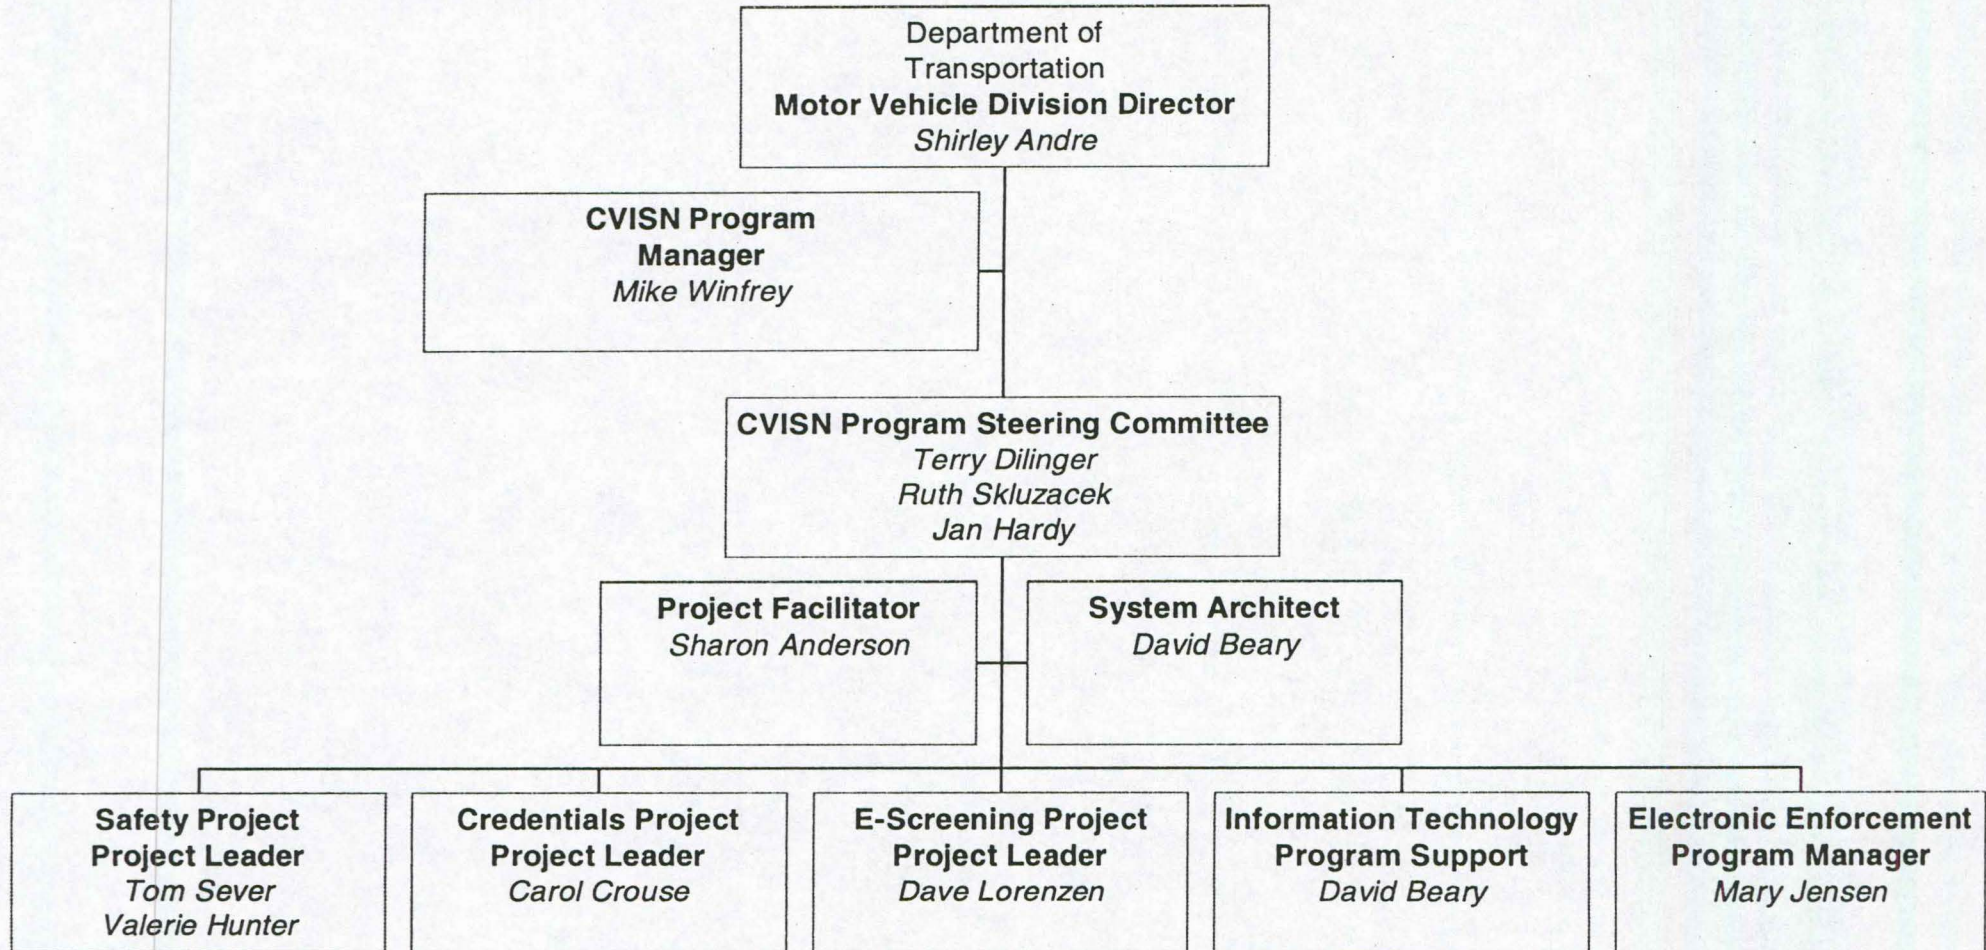 Department of
Transportation
Motor Vehicle Division Director
Shirley Andre
CVISN Program
Manager
Mike Winfrey
CVISN Program Steering Committee
Terry Dilinger
Ruth Skluzacek
Jan Hardy
Project Facilitator
Sharon Anderson
System Architect
David Beary
Safety Project
Project Leader
Tom Sever
Valerie Hunter
Credentials Project
Project Leader
Carol Crouse
E-Screening Project
Project Leader
Dave Lorenzen
Information Technology
Program Support
David Beary
Electronic Enforcement
Program Manager
Mary Jensen